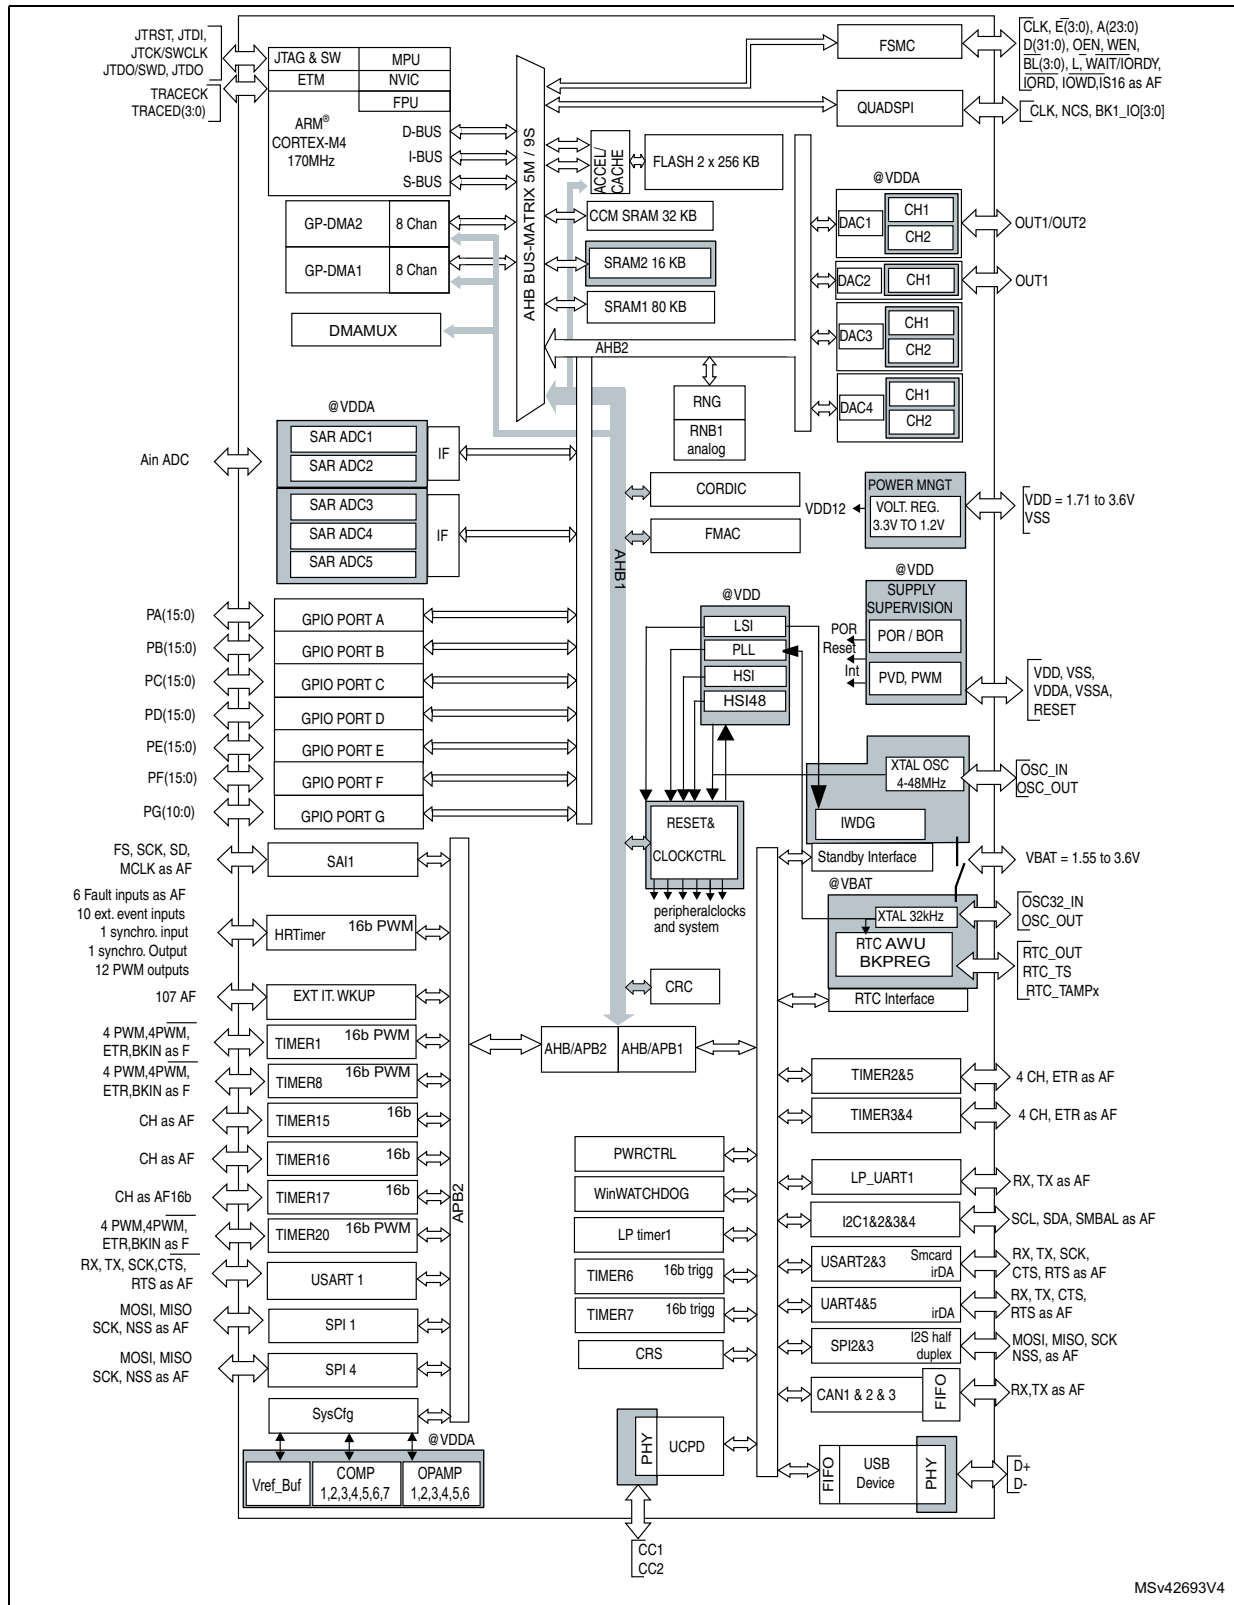 JTRST, JTDI,
JTCK/SWCLK
JTDO/SWD, JTDO
TRACECK
TRACED(3:0)
JTAG & SW
MPU
ETM
NVIC
FPU
ARM®
CORTEX-M4
170MHz
D-BUS
I-BUS
S-BUS
GP-DMA2
8 Chan
GP-DMA1
8 Chan
DMAMUX
AHB BUS-MATRIX 5M / 9S
FSMC
CLK, E(3:0), A(23:0)
D(31:0), OEN, WEN,
BL(3:0), L, WAIT/IORDY,
IORD, IOWD,IS16 as AF
QUADSPI
CLK, NCS, BK1_IO[3:0]
ACCEL/
CACHE
FLASH 2 x 256 KB
CCM SRAM 32 KB
SRAM2 16 KB
SRAM1 80 KB
AHB2
RNG
RNB1
analog
@VDDA
DAC1
CH1
CH2
OUT1/OUT2
DAC2
CH1
OUT1
DAC3
CH1
CH2
DAC4
CH1
CH2
@VDDA
Ain ADC
SAR ADC1
SAR ADC2
IF
SAR ADC3
SAR ADC4
SAR ADC5
IF
CORDIC
FMAC
AHB1
POWER MNGT
VDD12
VOLT. REG.
3.3V TO 1.2V
VDD = 1.71 to 3.6V
VSS
@VDD
SUPPLY
SUPERVISION
POR
Reset
Int
POR / BOR
PVD, PWM
VDD, VSS,
VDDA, VSSA,
RESET
@VDD
LSI
PLL
HSI
HSI48
PA(15:0)
GPIO PORT A
PB(15:0)
GPIO PORT B
PC(15:0)
GPIO PORT C
PD(15:0)
GPIO PORT D
PE(15:0)
GPIO PORT E
PF(15:0)
GPIO PORT F
PG(10:0)
GPIO PORT G
XTAL OSC
4-48MHz
OSC_IN
OSC_OUT
IWDG
RESET&
CLOCKCTRL
peripheralclocks
and system
Standby Interface
VBAT = 1.55 to 3.6V
@VBAT
XTAL 32kHz
OSC32_IN
OSC_OUT
RTC AWU
BKPREG
RTC_OUT
RTC_TS
RTC_TAMPx
RTC Interface
FS, SCK, SD,
MCLK as AF
SAI1
6 Fault inputs as AF
10 ext. event inputs
1 synchro. input
1 synchro. Output
12 PWM outputs
HRTimer
16b PWM
107 AF
EXT IT. WKUP
4 PWM,4PWM,
ETR,BKIN as F
TIMER1
16b PWM
4 PWM,4PWM,
ETR,BKIN as F
TIMER8
16b PWM
CH as AF
TIMER15
16b
CH as AF
TIMER16
16b
CH as AF16b
TIMER17
16b
4 PWM,4PWM,
ETR,BKIN as F
TIMER20
16b PWM
RX, TX, SCK,CTS,
RTS as AF
USART 1
MOSI, MISO
SCK, NSS as AF
SPI 1
MOSI, MISO
SCK, NSS as AF
SPI 4
SysCfg
@VDDA
Vref_Buf
COMP
1,2,3,4,5,6,7
OPAMP
1,2,3,4,5,6
APB2
CRC
AHB/APB2
AHB/APB1
PWRCTRL
WinWATCHDOG
LP timer1
TIMER6
16b trigg
TIMER7
16b trigg
CRS
PHY
UCPD
CC1
CC2
TIMER2&5
4 CH, ETR as AF
TIMER3&4
4 CH, ETR as AF
LP_UART1
RX, TX as AF
I2C1&2&3&4
SCL, SDA, SMBAL as AF
USART2&3
Smcard
irDA
RX, TX, SCK,
CTS, RTS as AF
UART4&5
irDA
RX, TX, CTS,
RTS as AF
SPI2&3
I2S half
duplex
MOSI, MISO, SCK
NSS, as AF
CAN1 & 2 & 3
FIFO
RX,TX as AF
FIFO
USB
Device
PHY
D+
D-
MSv42693V4